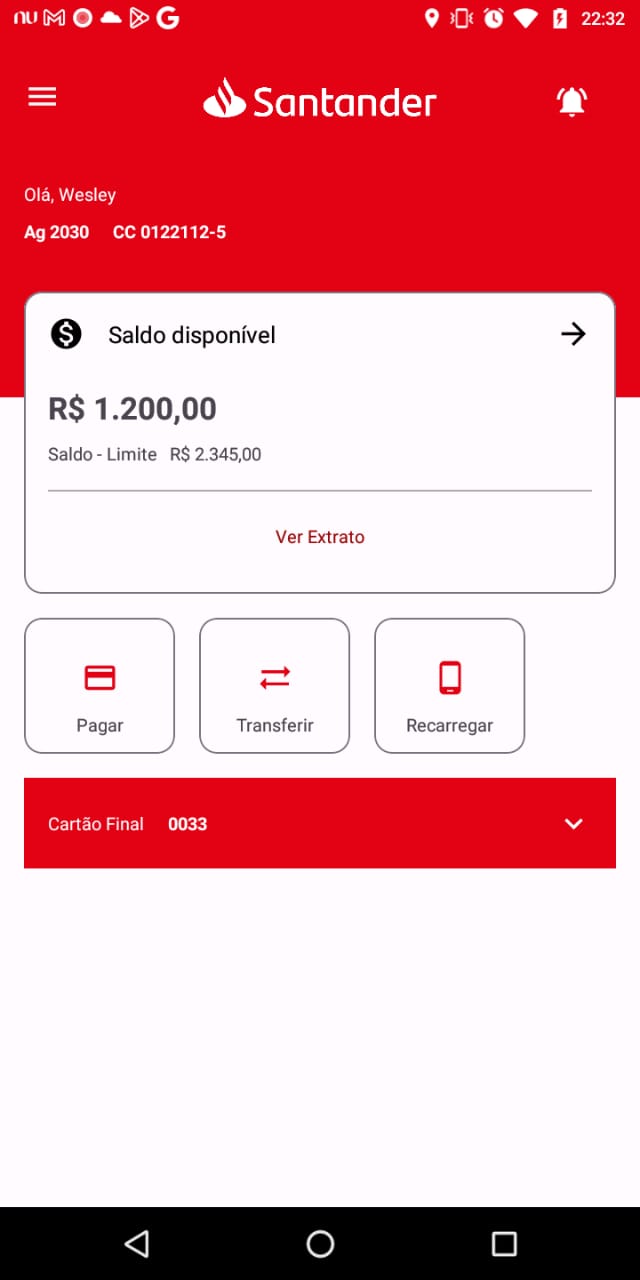 22:32
Santander
Olá, Wesley
Ag 2030 CC 0122112-5
Saldo disponível
R$ 1.200,00
Saldo - Limite R$ 2.345,00
Ver Extrato
Pagar Transferir Recarregar
Cartão Final 0033